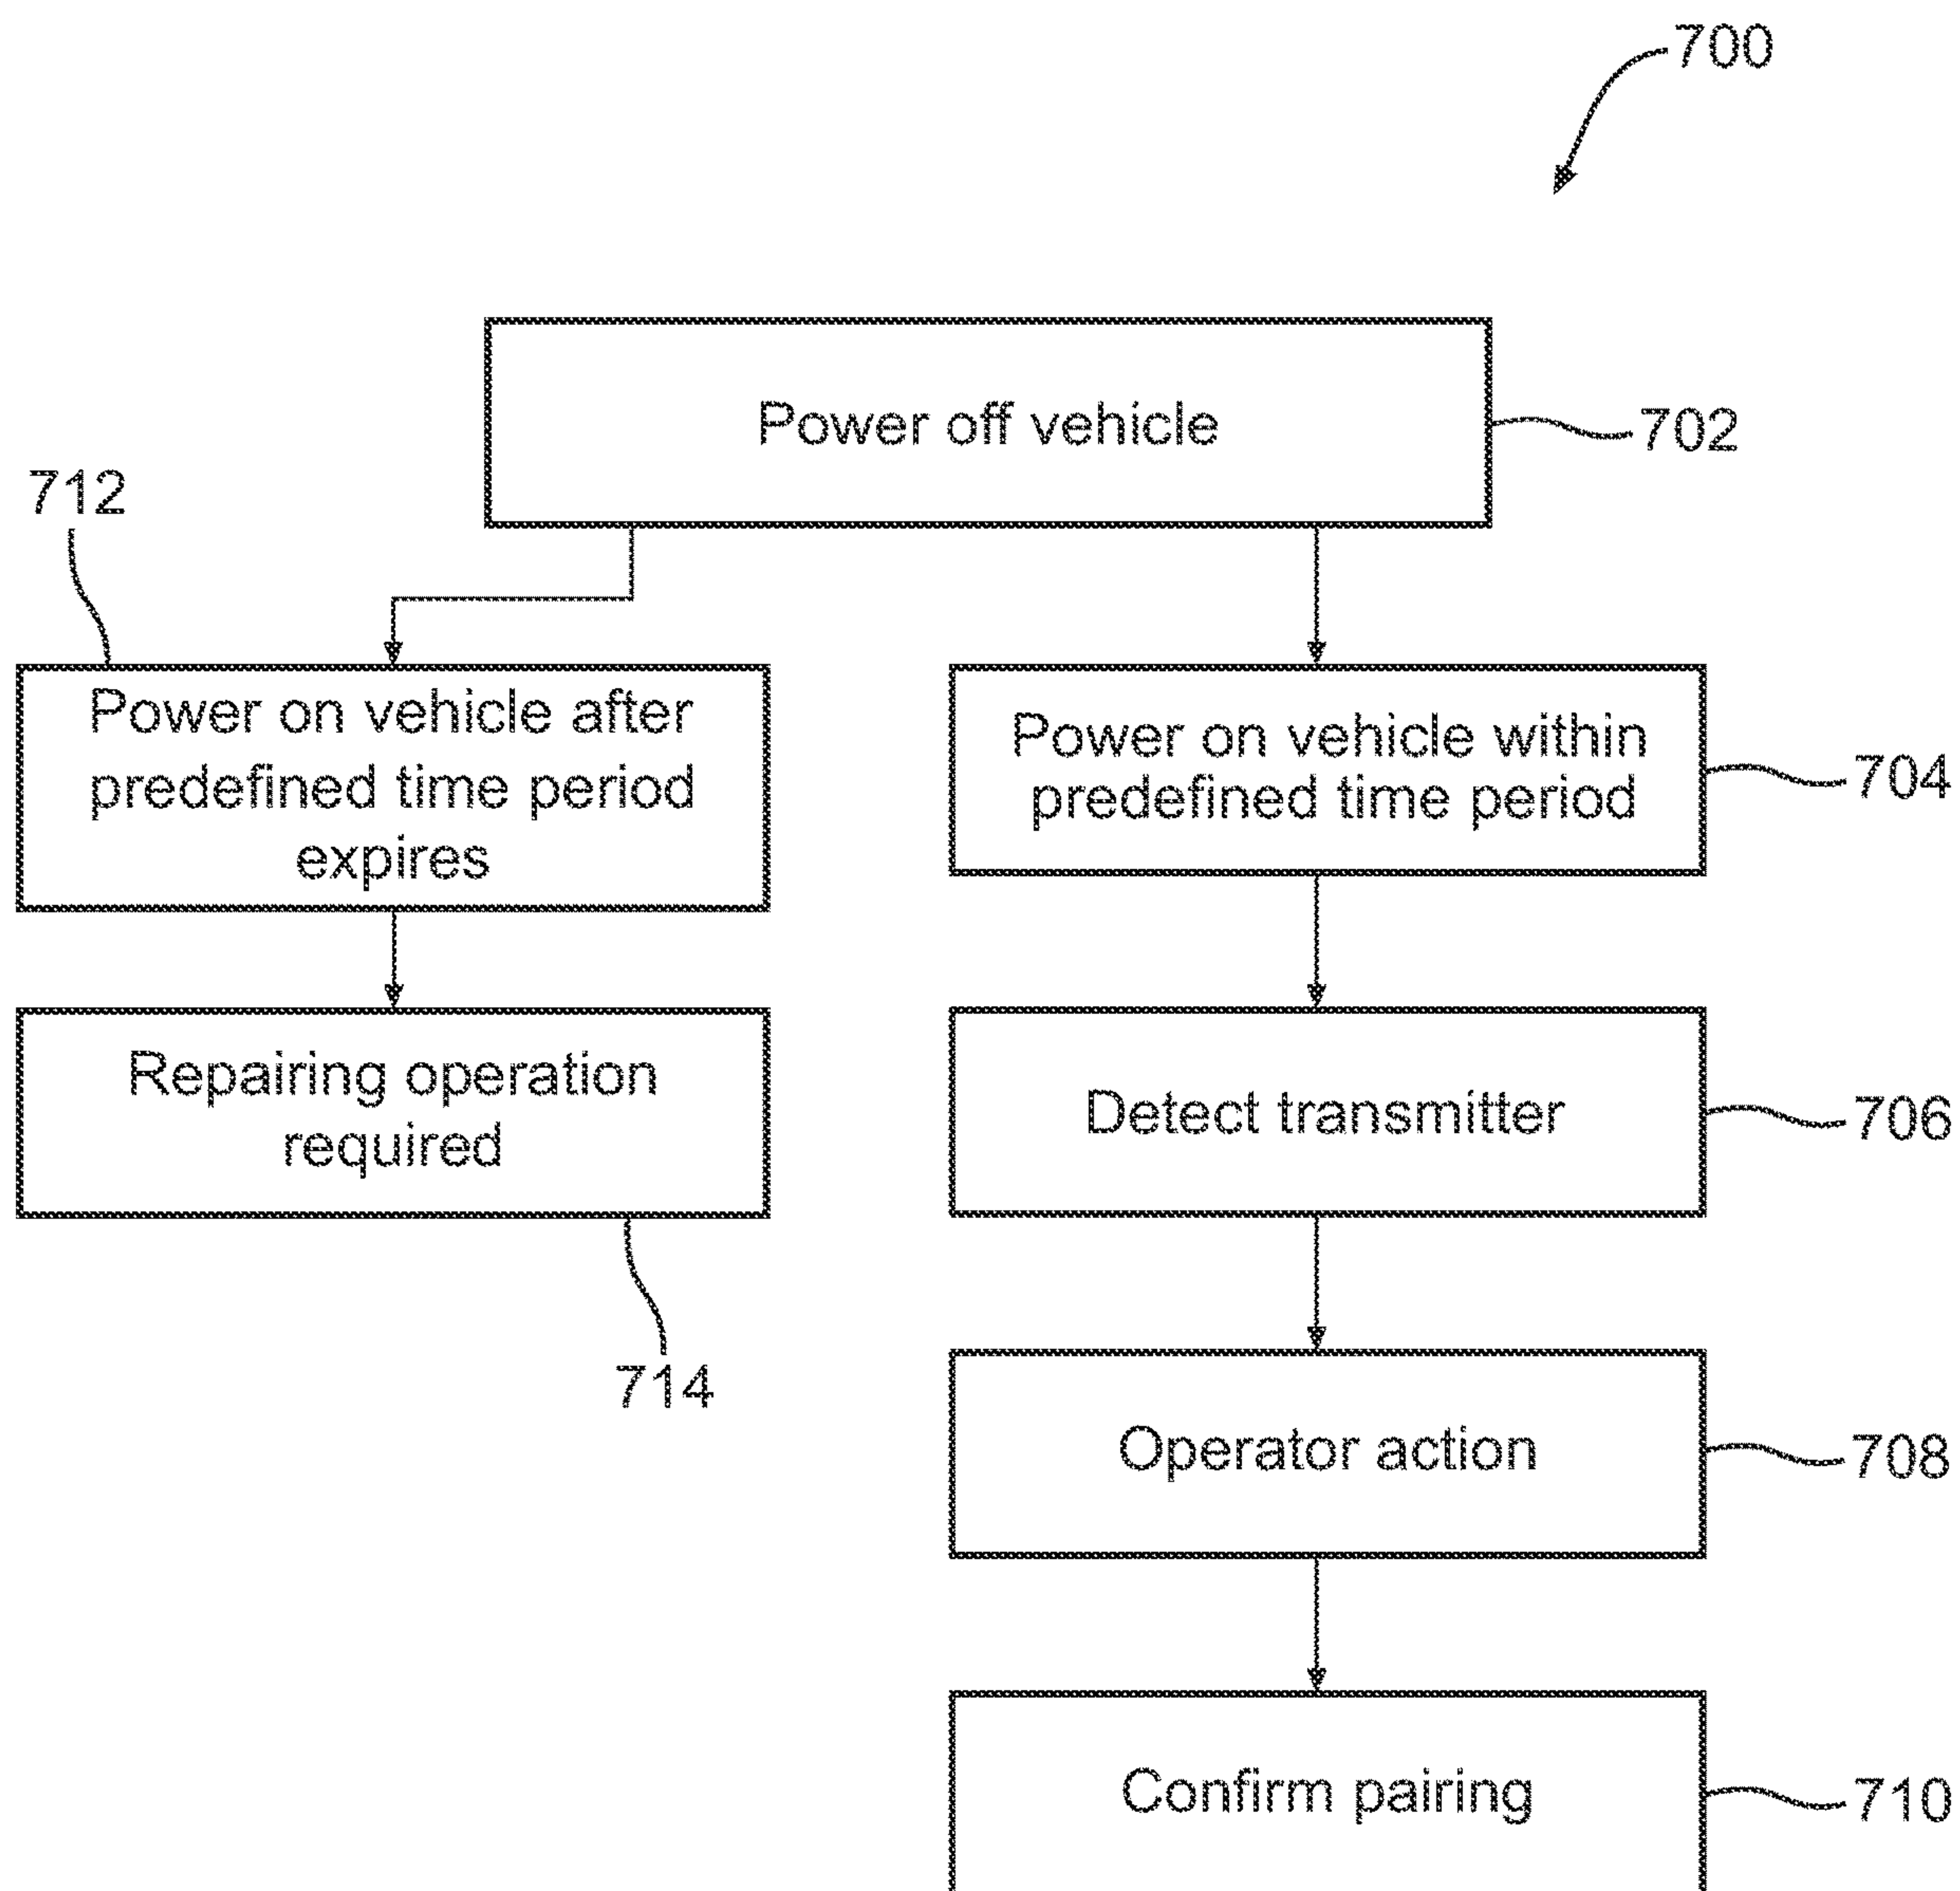 700
Power off vehicle
702
712
Power on vehicle after
predefined time period
expires
Power on vehicle within
predefined time period
704
Repairing operation
required
714
Detect transmitter
706
Operator action
708
Confirm pairing
710